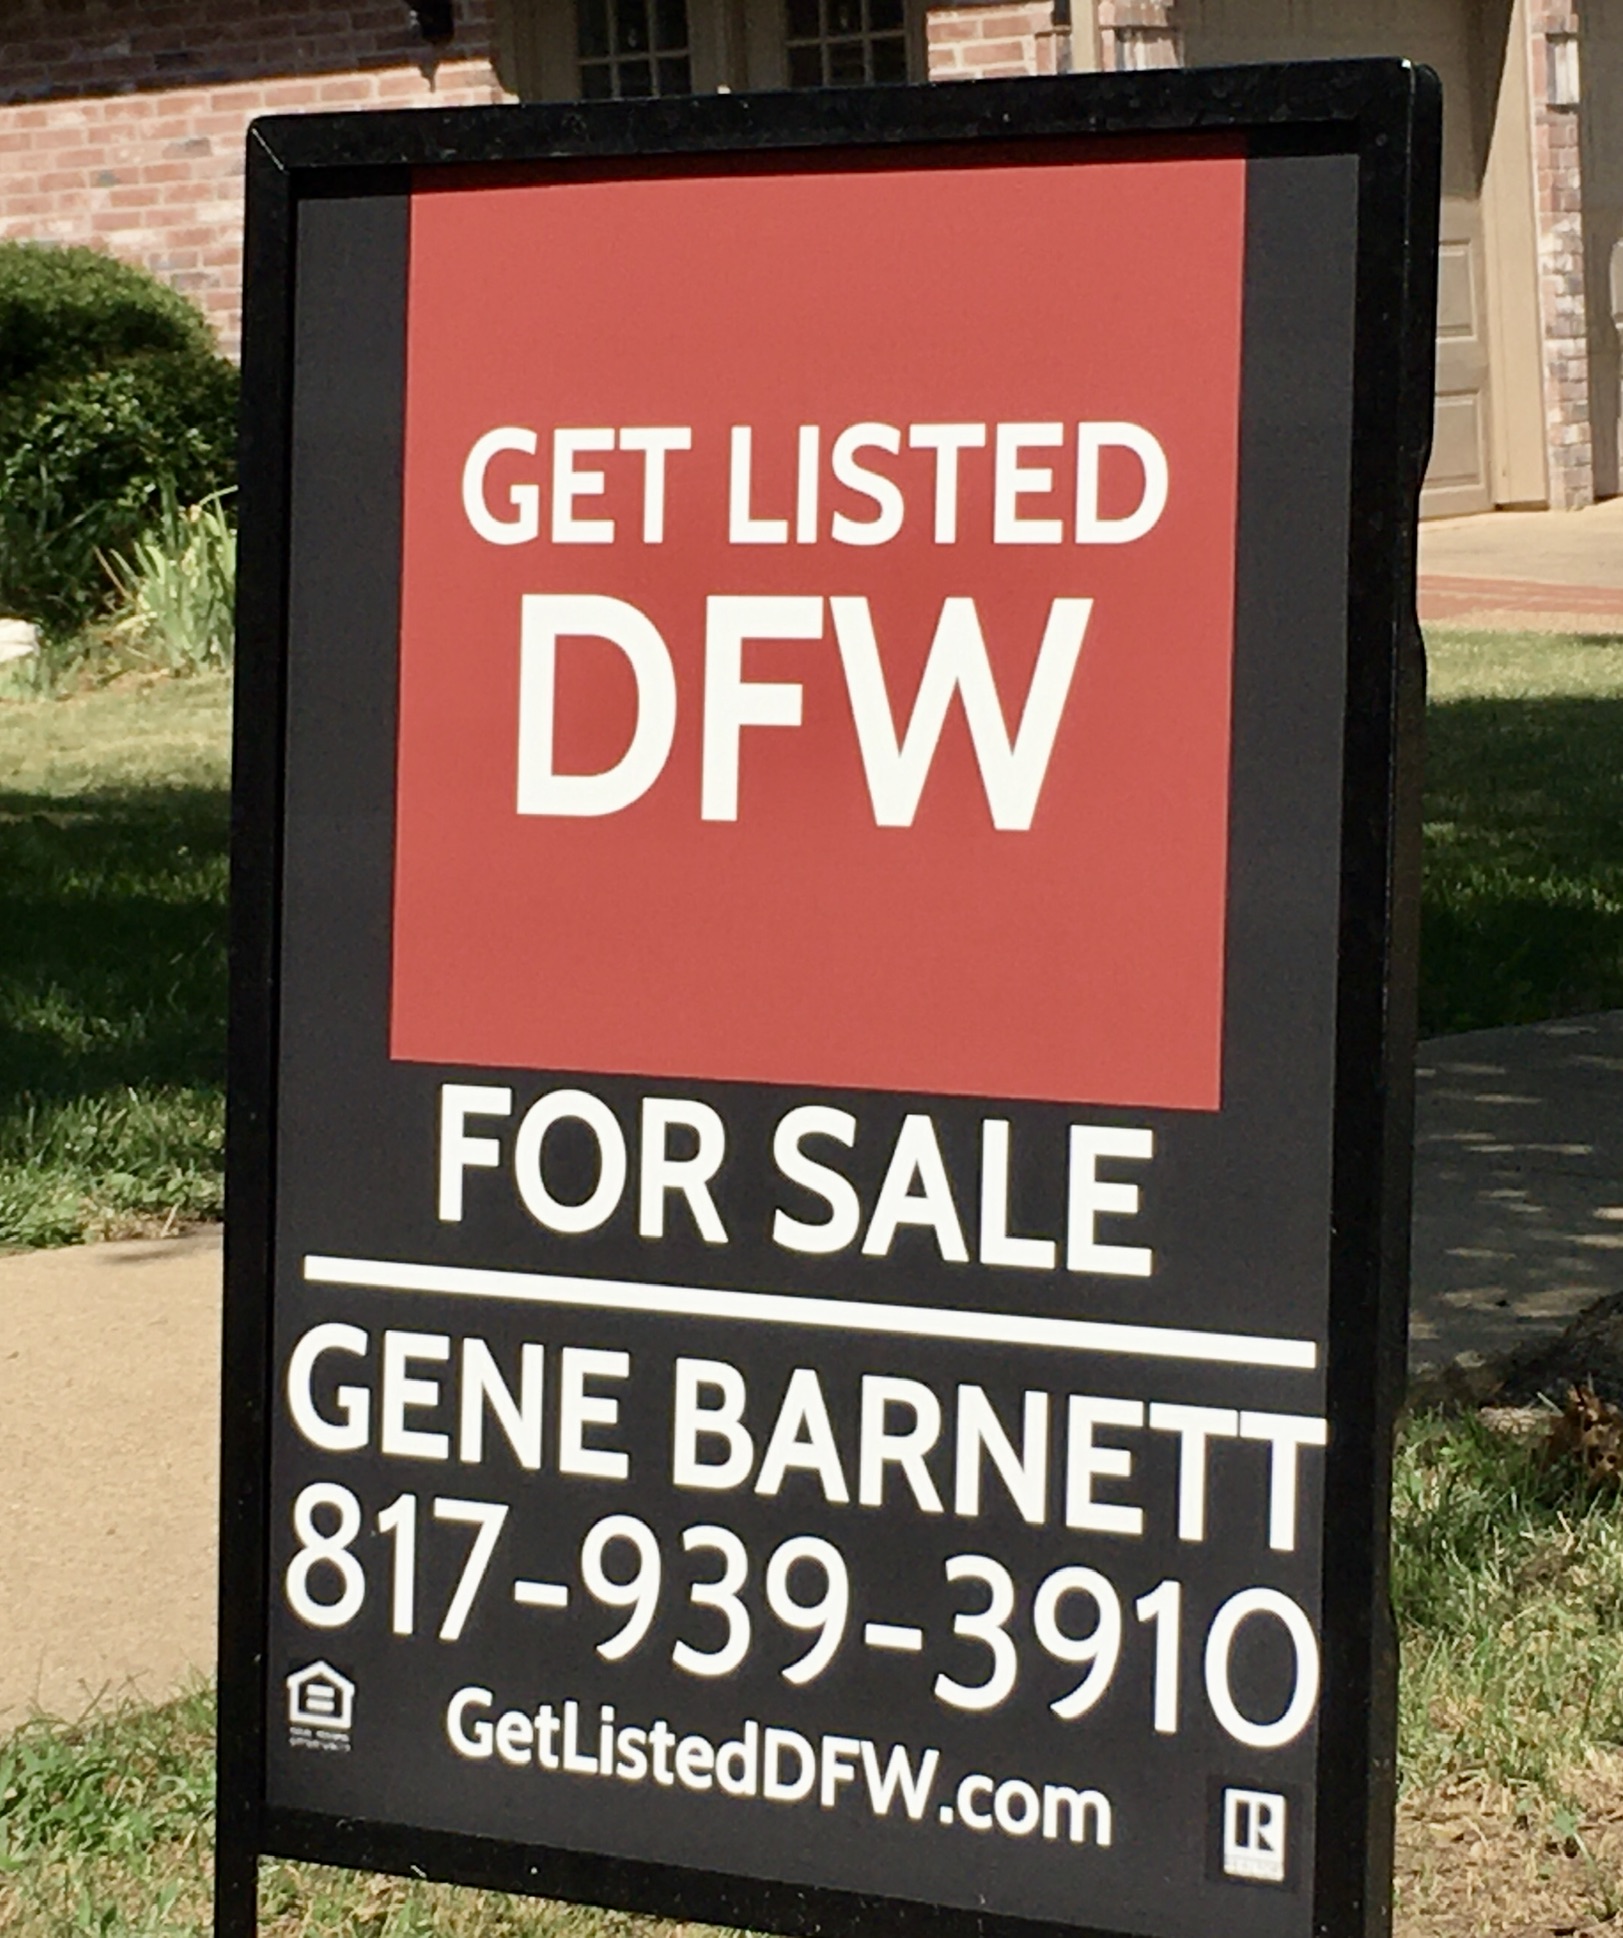 GET LISTED
DFW
FOR SALE
GENE BARNETT
817-939-3910
GetListedDFW.com